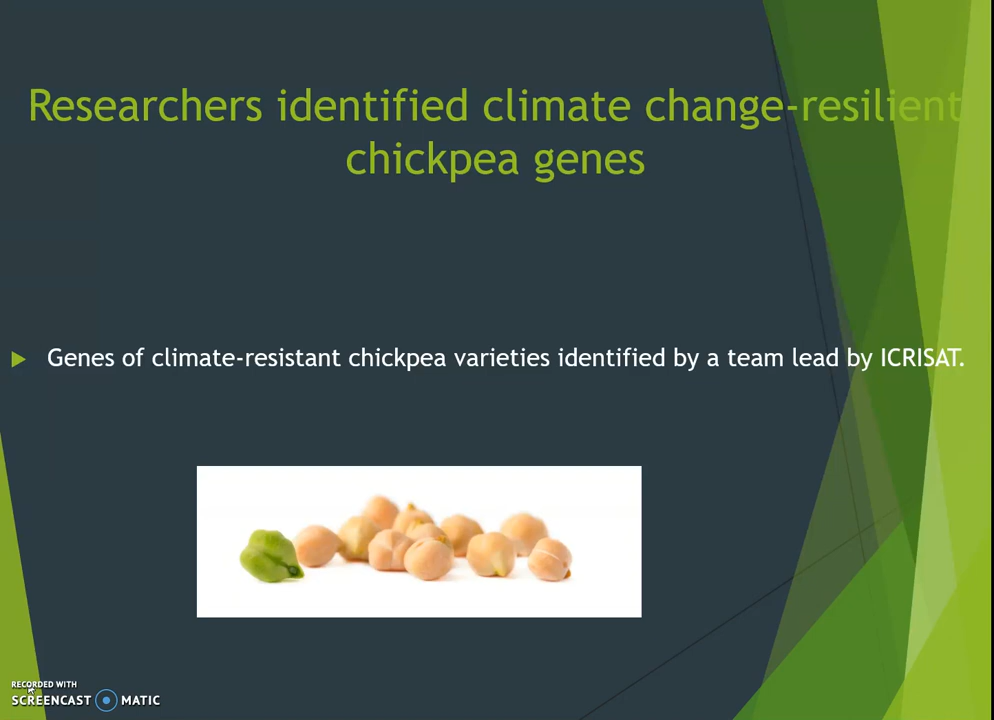 Researchers identified climate change-resilient
chickpea genes
Genes of climate-resistant chickpea varieties identified by a team lead by ICRISAT.
RECORDED WITH
SCREENCAST MATIC